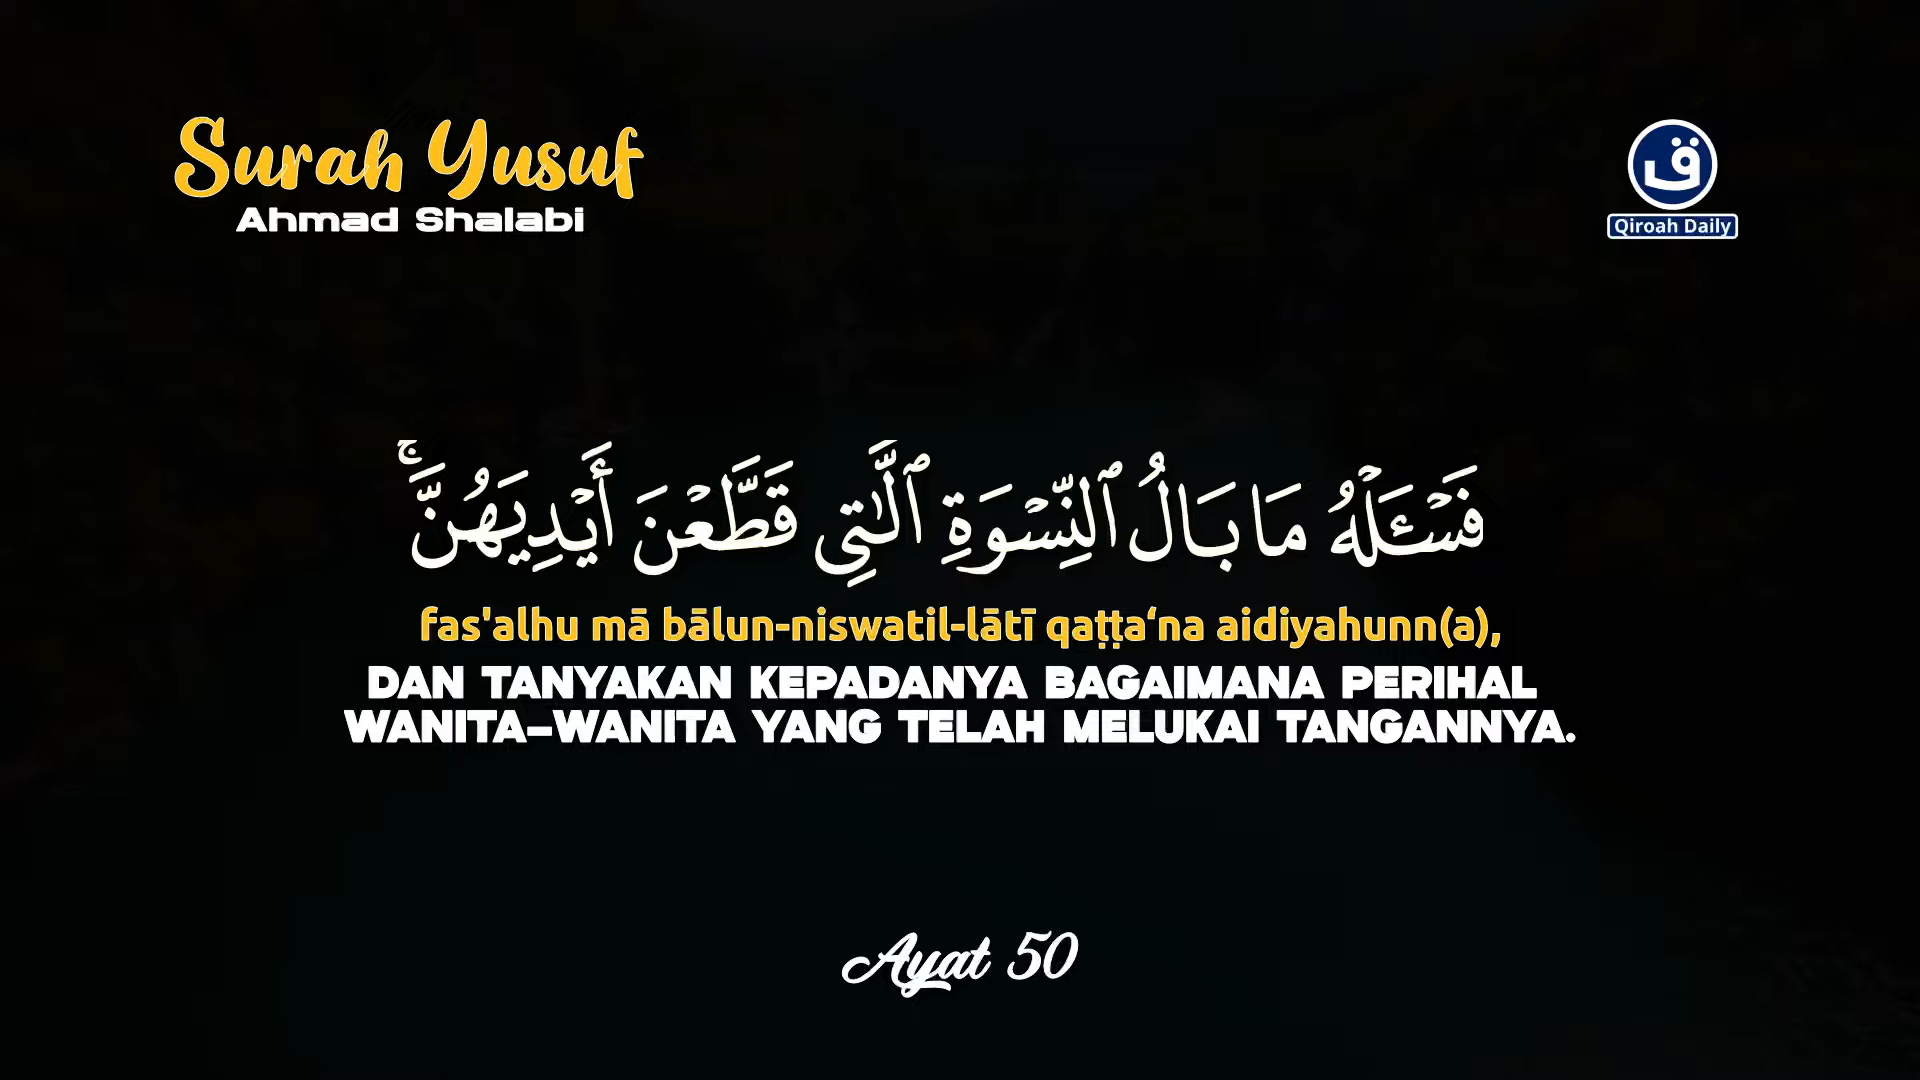 Surah Yusuf
Ahmad Shalabi
ق
Qiroah Daily
فَسْـَٔلْهُ مَا بَالُ ٱلنِّسْوَةِ ٱلَّـٰتِى قَطَّعْنَ أَيْدِيَهُنَّ ۚ
fas'alhu mā bālun-niswatil-lātī qaṭṭa‘na aidiyahunn(a),
DAN TANYAKAN KEPADANYA BAGAIMANA PERIHAL
WANITA-WANITA YANG TELAH MELUKAI TANGANNYA.
Ayat 50